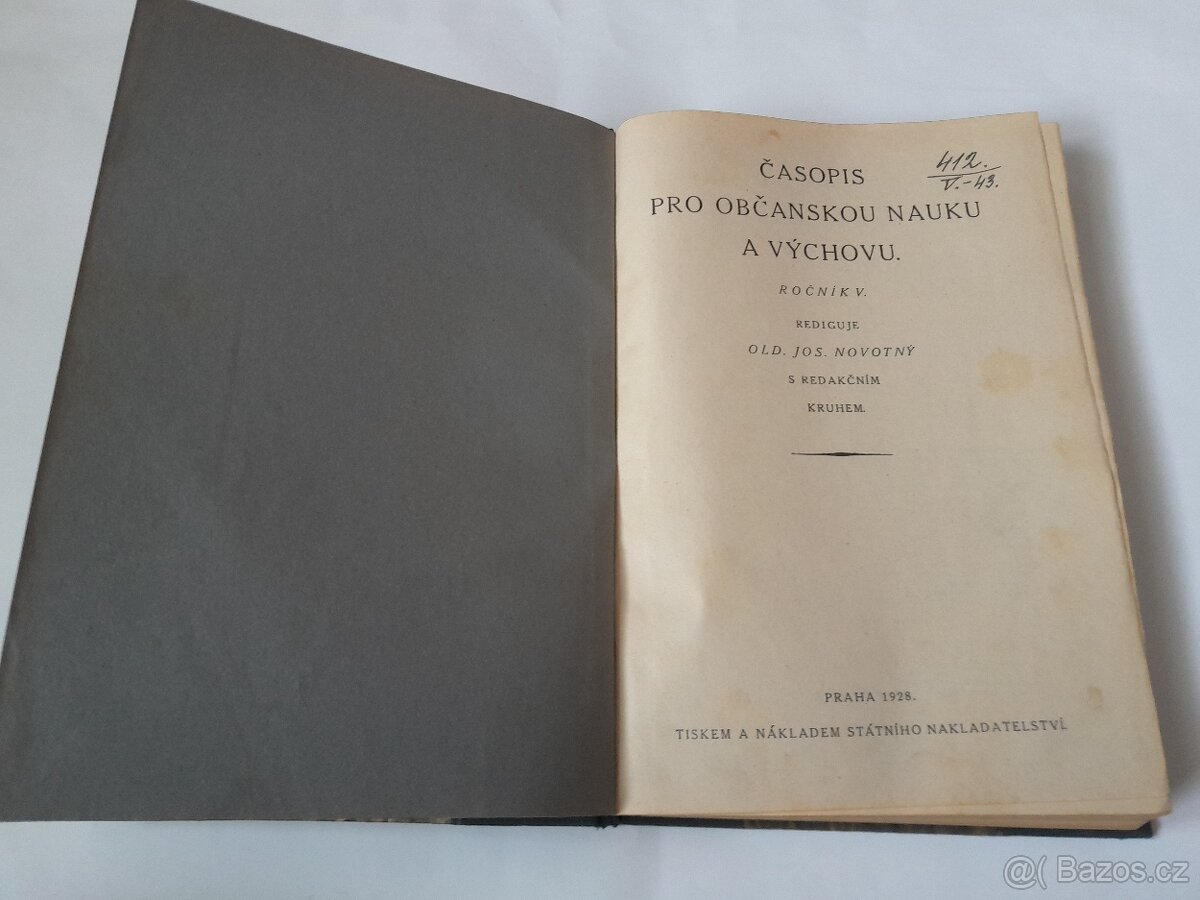 ČASOPIS
PRO OBČANSKOU NAUKU
A VÝCHOVU.
412.
V.-43.
ROČNÍK V.
REDIGUJE
OLD. JOS. NOVOTNÝ
S REDAKČNÍM
KRUHEM.
PRAHA 1928.
TISKEM A NÁKLADEM STÁTNÍHO NAKLADATELSTVÍ.
@( Bazos.cz